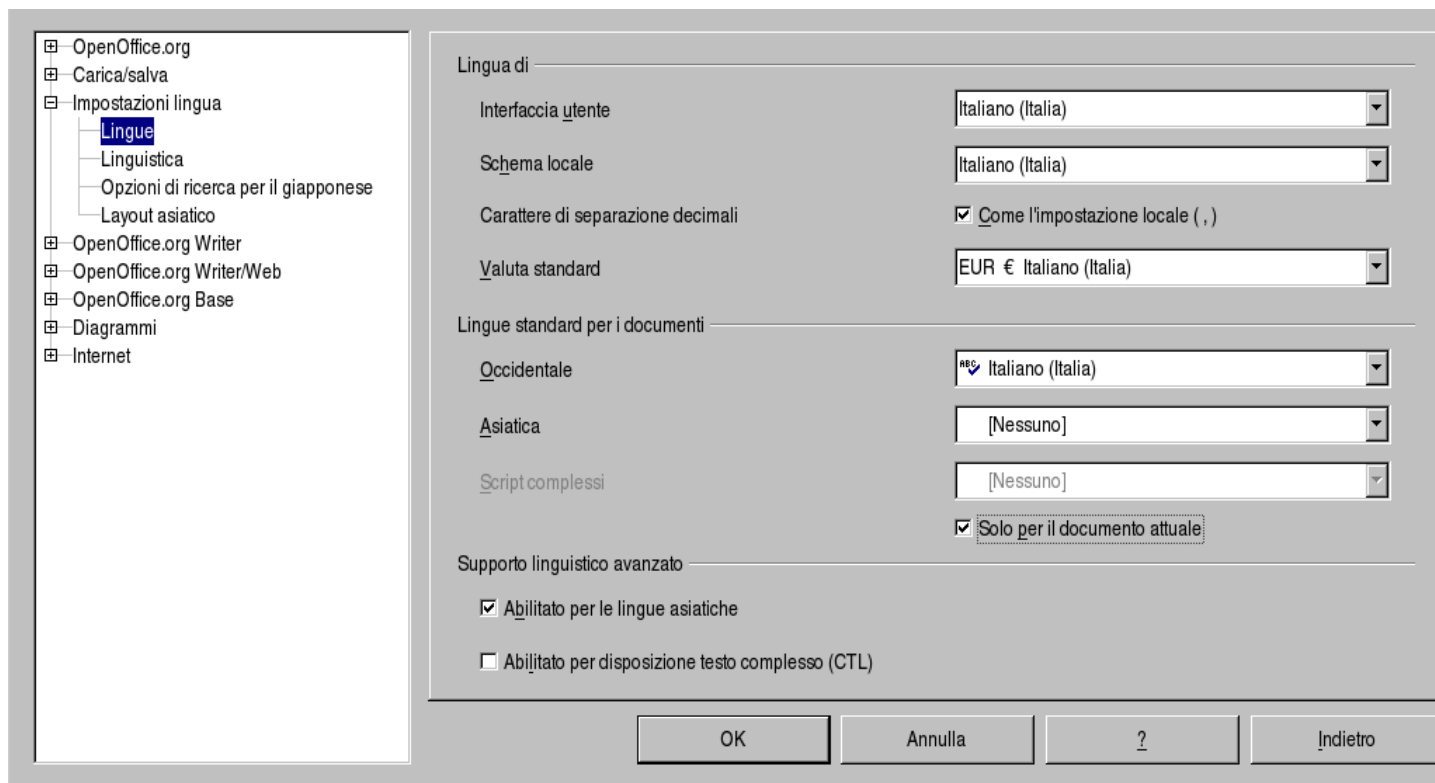 OpenOffice.org
Carica/salva
Impostazioni lingua
Lingue
Linguistica
Opzioni di ricerca per il giapponese
Layout asiatico
OpenOffice.org Writer
OpenOffice.org Writer/Web
OpenOffice.org Base
Diagrammi
Internet
Lingua di
Interfaccia utente Italiano (Italia)
Schema locale Italiano (Italia)
Carattere di separazione decimali Come l'impostazione locale ( , )
Valuta standard EUR € Italiano (Italia)
Lingue standard per i documenti
Occidentale ABC Italiano (Italia)
Asiatica [Nessuno]
Script complessi [Nessuno]
Solo per il documento attuale
Supporto linguistico avanzato
Abilitato per le lingue asiatiche
Abilitato per disposizione testo complesso (CTL)
OK Annulla ? Indietro